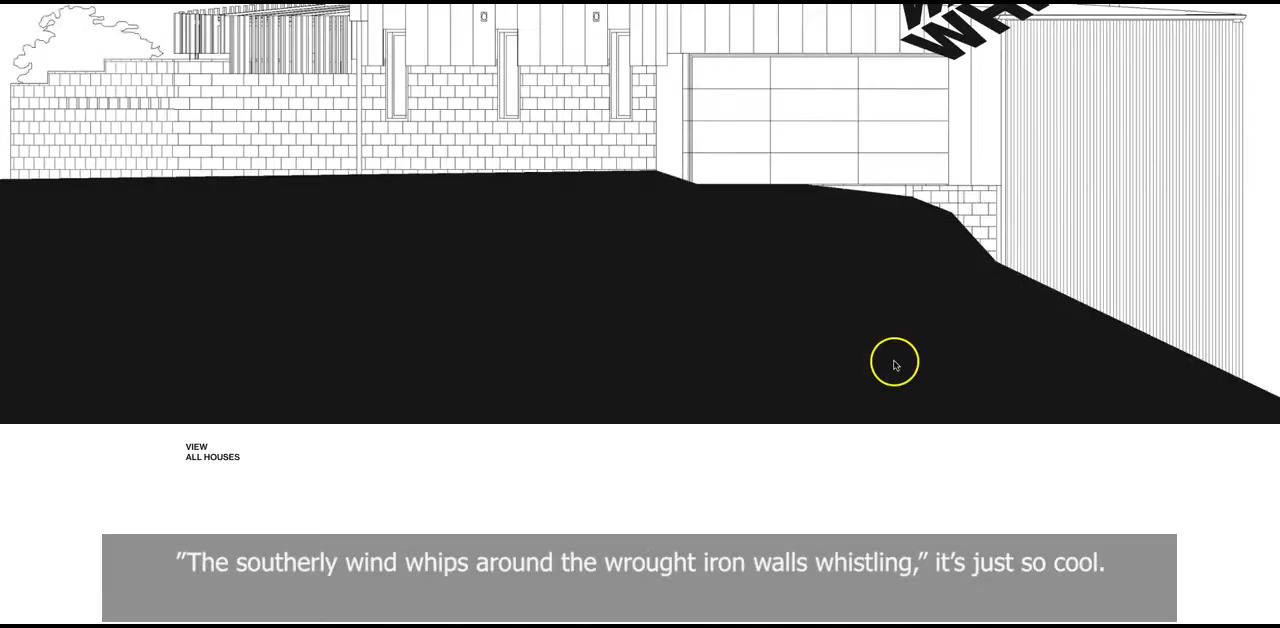 VIEW
ALL HOUSES
”The southerly wind whips around the wrought iron walls whistling,” it’s just so cool.